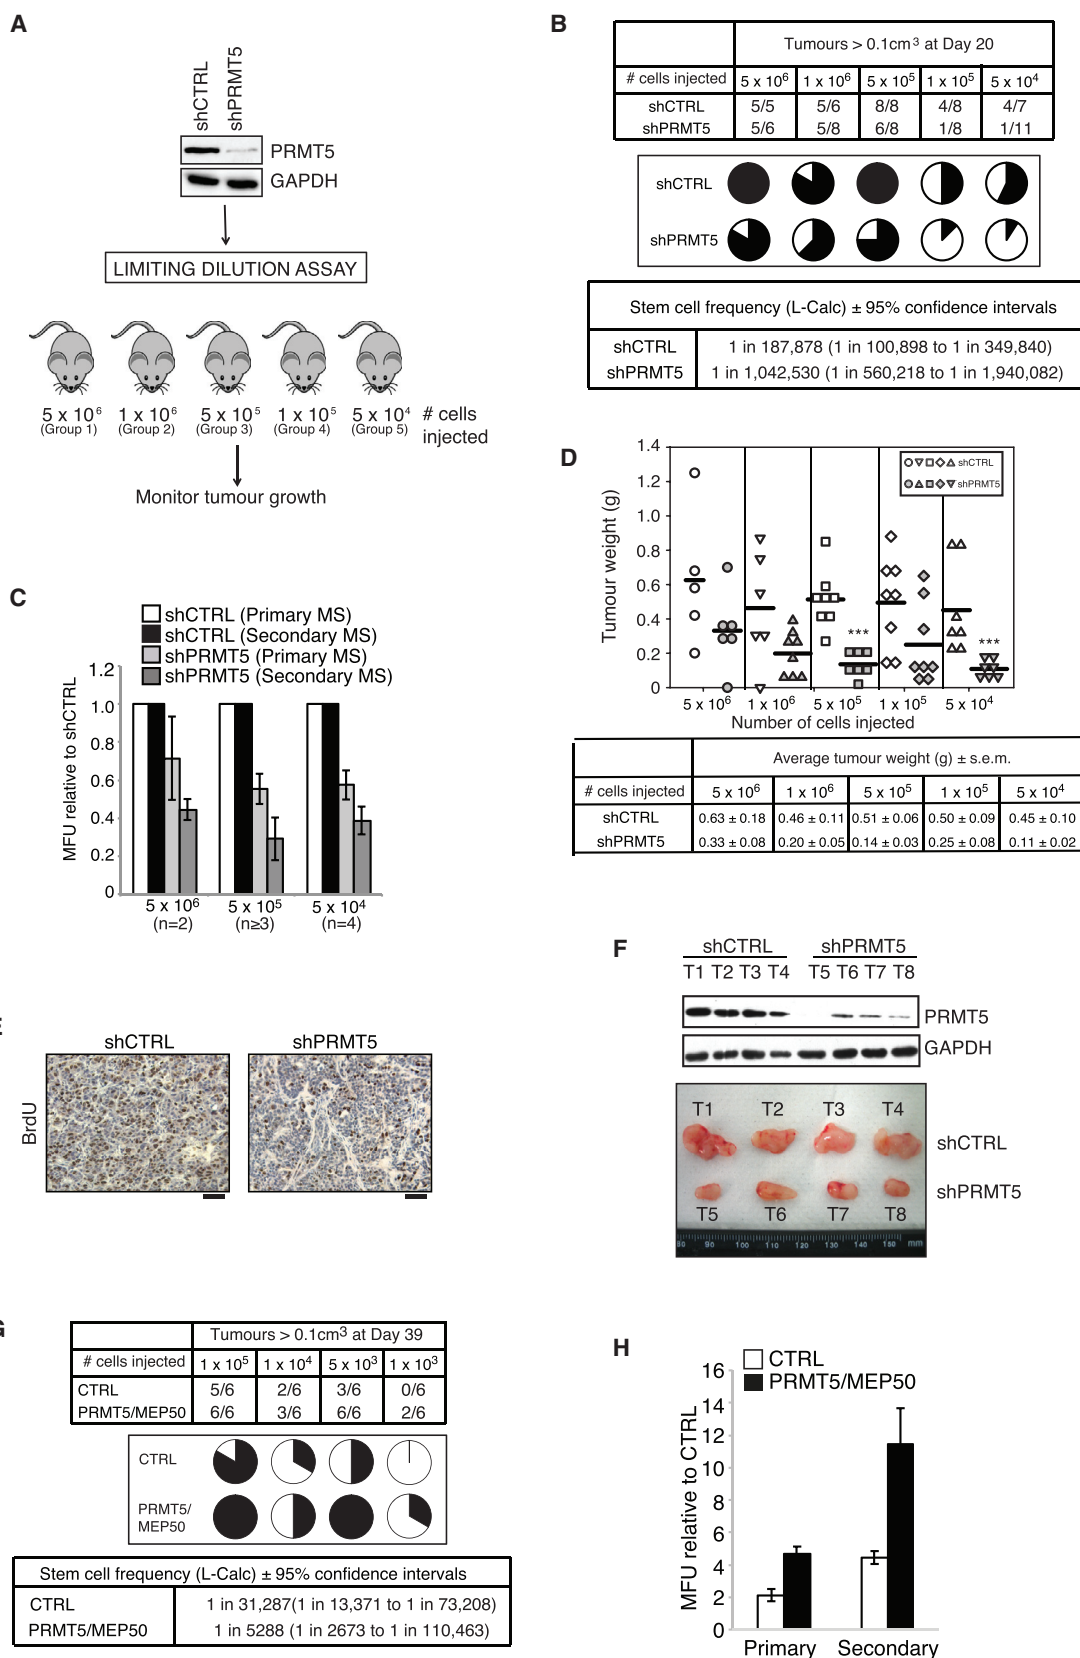 A
shCTRL
shPRMT5
PRMT5
GAPDH
LIMITING DILUTION ASSAY
5 x 10⁶ 1 x 10⁶ 5 x 10⁵ 1 x 10⁵ 5 x 10⁴ # cells injected
(Group 1) (Group 2) (Group 3) (Group 4) (Group 5)
Monitor tumour growth
B
Tumours > 0.1cm³ at Day 20
# cells injected 5 x 10⁶ 1 x 10⁶ 5 x 10⁵ 1 x 10⁵ 5 x 10⁴
shCTRL 5/5 5/6 8/8 4/8 4/7
shPRMT5 5/6 5/8 6/8 1/8 1/11
shCTRL
shPRMT5
Stem cell frequency (L-Calc) ± 95% confidence intervals
shCTRL 1 in 187,878 (1 in 100,898 to 1 in 349,840)
shPRMT5 1 in 1,042,530 (1 in 560,218 to 1 in 1,940,082)
C
shCTRL (Primary MS)
shCTRL (Secondary MS)
shPRMT5 (Primary MS)
shPRMT5 (Secondary MS)
MFU relative to shCTRL
1.2
1.0
0.8
0.6
0.4
0.2
0
5 x 10⁶ 5 x 10⁵ 5 x 10⁴
(n=2) (n≥3) (n=4)
D
Tumour weight (g)
1.4
1.2
1.0
0.8
0.6
0.4
0.2
0
shCTRL
shPRMT5
*** ***
5 x 10⁶ 1 x 10⁶ 5 x 10⁵ 1 x 10⁵ 5 x 10⁴
Number of cells injected
Average tumour weight (g) ± s.e.m.
# cells injected 5 x 10⁶ 1 x 10⁶ 5 x 10⁵ 1 x 10⁵ 5 x 10⁴
shCTRL 0.63 ± 0.18 0.46 ± 0.11 0.51 ± 0.06 0.50 ± 0.09 0.45 ± 0.10
shPRMT5 0.33 ± 0.08 0.20 ± 0.05 0.14 ± 0.03 0.25 ± 0.08 0.11 ± 0.02
shCTRL shPRMT5
BrdU
F
shCTRL shPRMT5
T1 T2 T3 T4 T5 T6 T7 T8
PRMT5
GAPDH
T1 T2 T3 T4
shCTRL
shPRMT5
T5 T6 T7 T8
90 100 110 120 130 140 150 mm
G
Tumours > 0.1cm³ at Day 39
# cells injected 1 x 10⁵ 1 x 10⁴ 5 x 10³ 1 x 10³
CTRL 5/6 2/6 3/6 0/6
PRMT5/MEP50 6/6 3/6 6/6 2/6
CTRL
PRMT5/
MEP50
Stem cell frequency (L-Calc) ± 95% confidence intervals
CTRL 1 in 31,287(1 in 13,371 to 1 in 73,208)
PRMT5/MEP50 1 in 5288 (1 in 2673 to 1 in 110,463)
H
CTRL
PRMT5/MEP50
MFU relative to CTRL
16
14
12
10
8
6
4
2
0
Primary Secondary